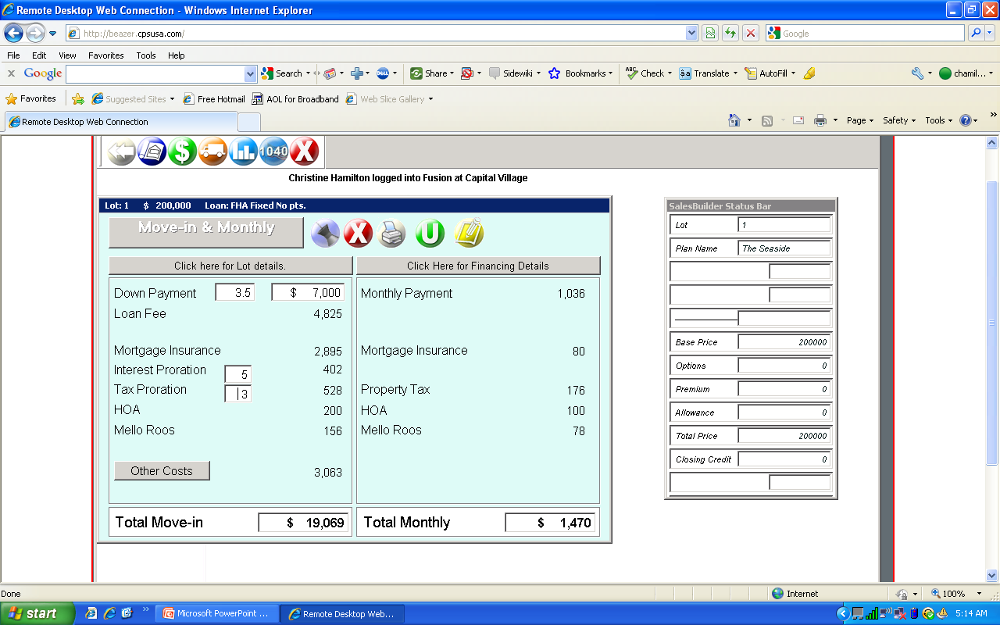 Remote Desktop Web Connection - Windows Internet Explorer
http://beazer.cpsusa.com/
Google
File Edit View Favorites Tools Help
x Google Search Share Sidewiki Bookmarks ABC Check Translate AutoFill chamil...
Favorites Suggested Sites Free Hotmail AOL for Broadband Web Slice Gallery
Remote Desktop Web Connection
Page Safety Tools
$ 1040 X
Christine Hamilton logged into Fusion at Capital Village
Lot: 1 $ 200,000 Loan: FHA Fixed No pts.
Move-in & Monthly X U
Click here for Lot details. Click Here for Financing Details
Down Payment 3.5 $ 7,000 Monthly Payment 1,036
Loan Fee 4,825
Mortgage Insurance 2,895 Mortgage Insurance 80
Interest Proration 5 402
Tax Proration 3 528 Property Tax 176
HOA 200 HOA 100
Mello Roos 156 Mello Roos 78
Other Costs 3,063
Total Move-in $ 19,069 Total Monthly $ 1,470
SalesBuilder Status Bar
Lot 1
Plan Name The Seaside
Base Price 200000
Options 0
Premium 0
Allowance 0
Total Price 200000
Closing Credit 0
Done Internet 100%
start Microsoft PowerPoint ... Remote Desktop Web... 5:14 AM